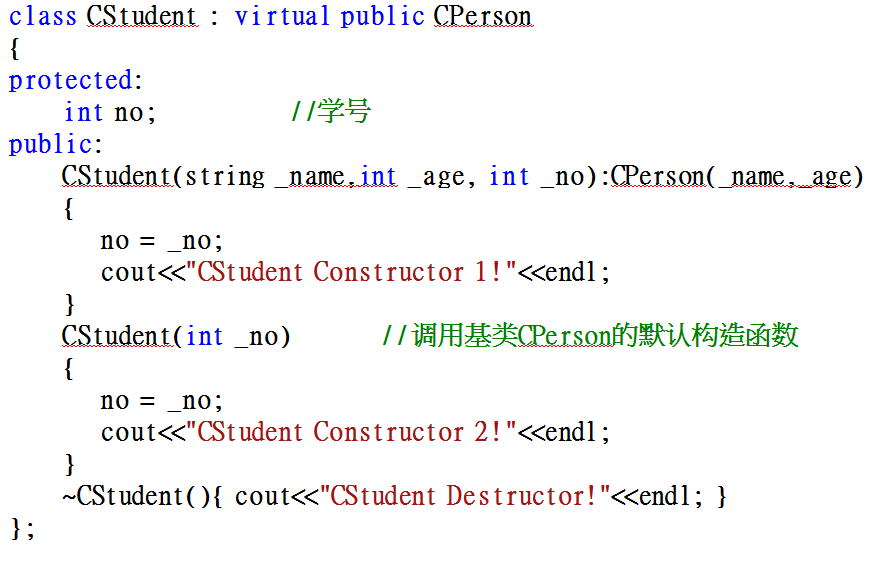 class CStudent : virtual public CPerson
{
protected:
    int no;          //学号
public:
    CStudent(string _name,int _age, int _no):CPerson(_name,_age)
    {
       no = _no;
       cout<<"CStudent Constructor 1!"<<endl;
    }
    CStudent(int _no)       //调用基类CPerson的默认构造函数
    {
       no = _no;
       cout<<"CStudent Constructor 2!"<<endl;
    }
    ~CStudent(){ cout<<"CStudent Destructor!"<<endl; }
};